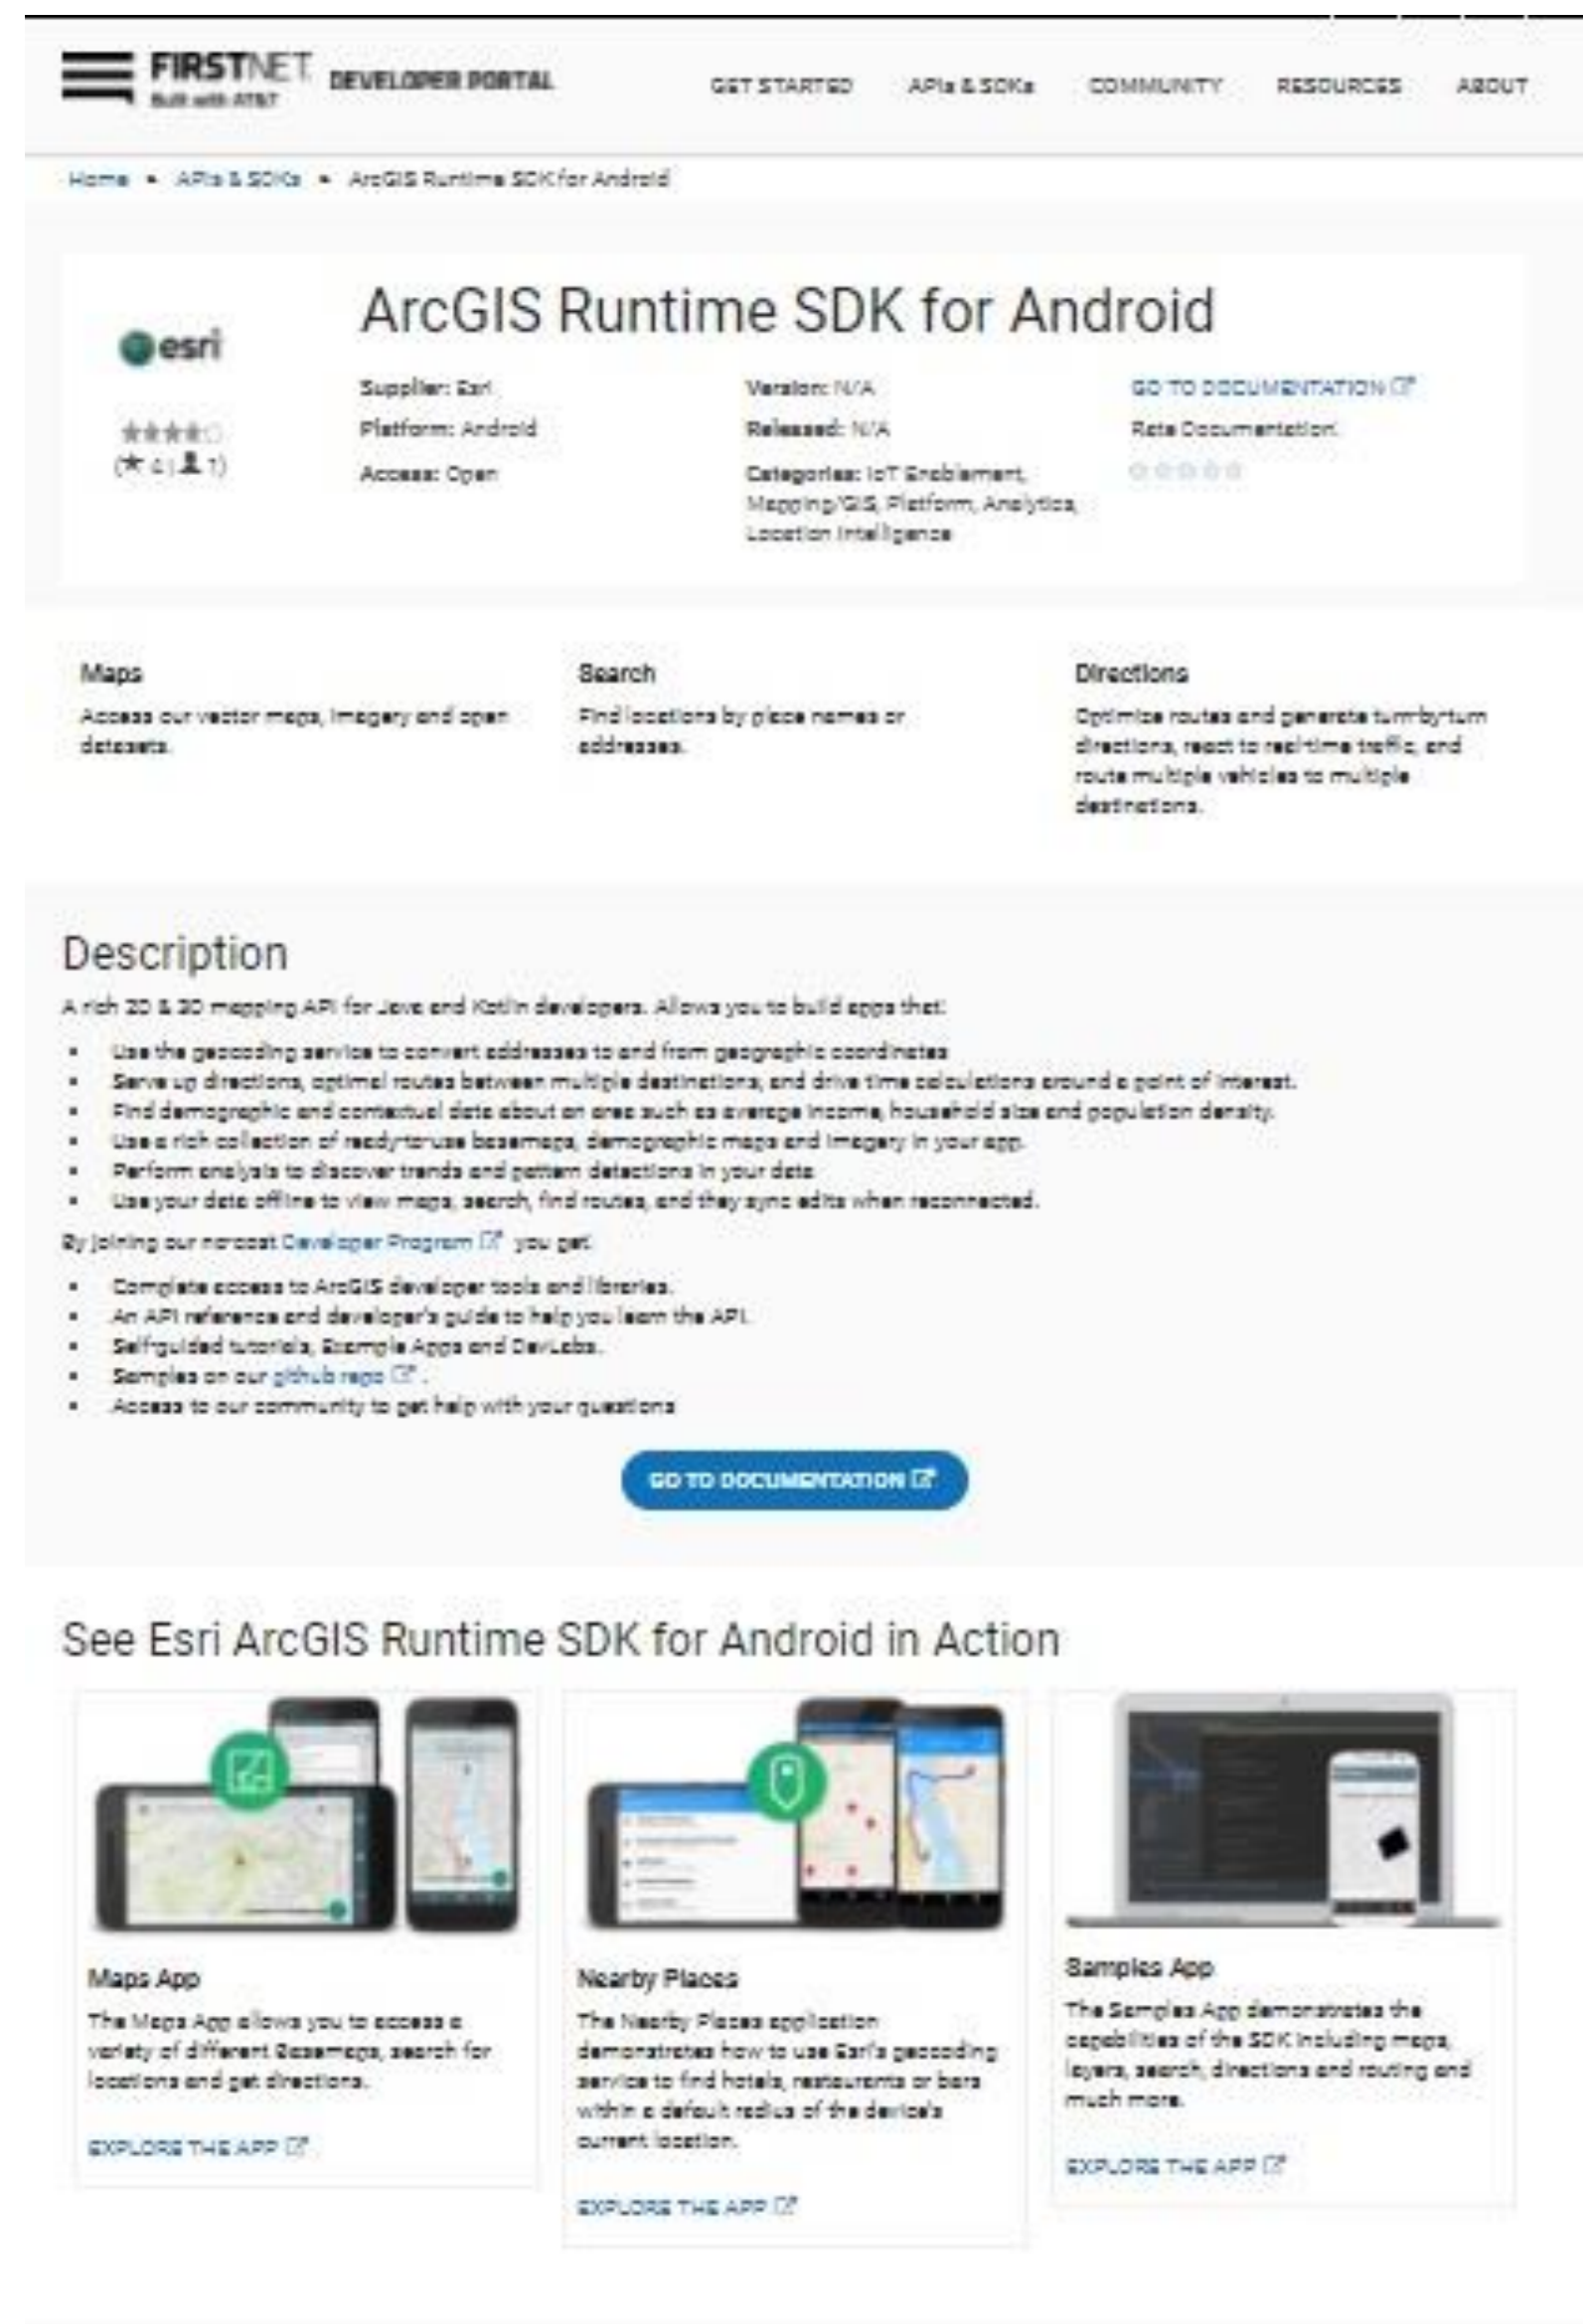 FIRSTNET
Built with AT&T
DEVELOPER PORTAL
GET STARTED
APIs & SDKs
COMMUNITY
RESOURCES
ABOUT
Home • APIs & SDKs • ArcGIS Runtime SDK for Android
esri
(★ 4 | 1)
ArcGIS Runtime SDK for Android
Supplier: Esri
Platform: Android
Access: Open
Version: N/A
Released: N/A
Categories: IoT Enablement,
Mapping/GIS, Platform, Analytics,
Location Intelligence
GO TO DOCUMENTATION
Rate Documentation:
Maps
Access our vector maps, imagery and open
datasets.
Search
Find locations by place names or
addresses.
Directions
Optimize routes and generate turn-by-turn
directions, react to real-time traffic, and
route multiple vehicles to multiple
destinations.
Description
A rich 2D & 3D mapping API for Java and Kotlin developers. Allows you to build apps that:
• Use the geocoding service to convert addresses to and from geographic coordinates
• Serve up directions, optimal routes between multiple destinations, and drive time calculations around a point of interest.
• Find demographic and contextual data about an area such as average income, household size and population density.
• Use a rich collection of ready-to-use basemaps, demographic maps and imagery in your app.
• Perform analysis to discover trends and pattern detections in your data
• Use your data offline to view maps, search, find routes, and they sync edits when reconnected.
By joining our no-cost Developer Program you get:
• Complete access to ArcGIS developer tools and libraries.
• An API reference and developer's guide to help you learn the API.
• Self-guided tutorials, Example Apps and DevLabs.
• Samples on our github repo .
• Access to our community to get help with your questions
GO TO DOCUMENTATION
See Esri ArcGIS Runtime SDK for Android in Action
Maps App
The Maps App allows you to access a
variety of different Basemaps, search for
locations and get directions.
EXPLORE THE APP
Nearby Places
The Nearby Places application
demonstrates how to use Esri's geocoding
service to find hotels, restaurants or bars
within a default radius of the device's
current location.
EXPLORE THE APP
Samples App
The Samples App demonstrates the
capabilities of the SDK including maps,
layers, search, directions and routing and
much more.
EXPLORE THE APP